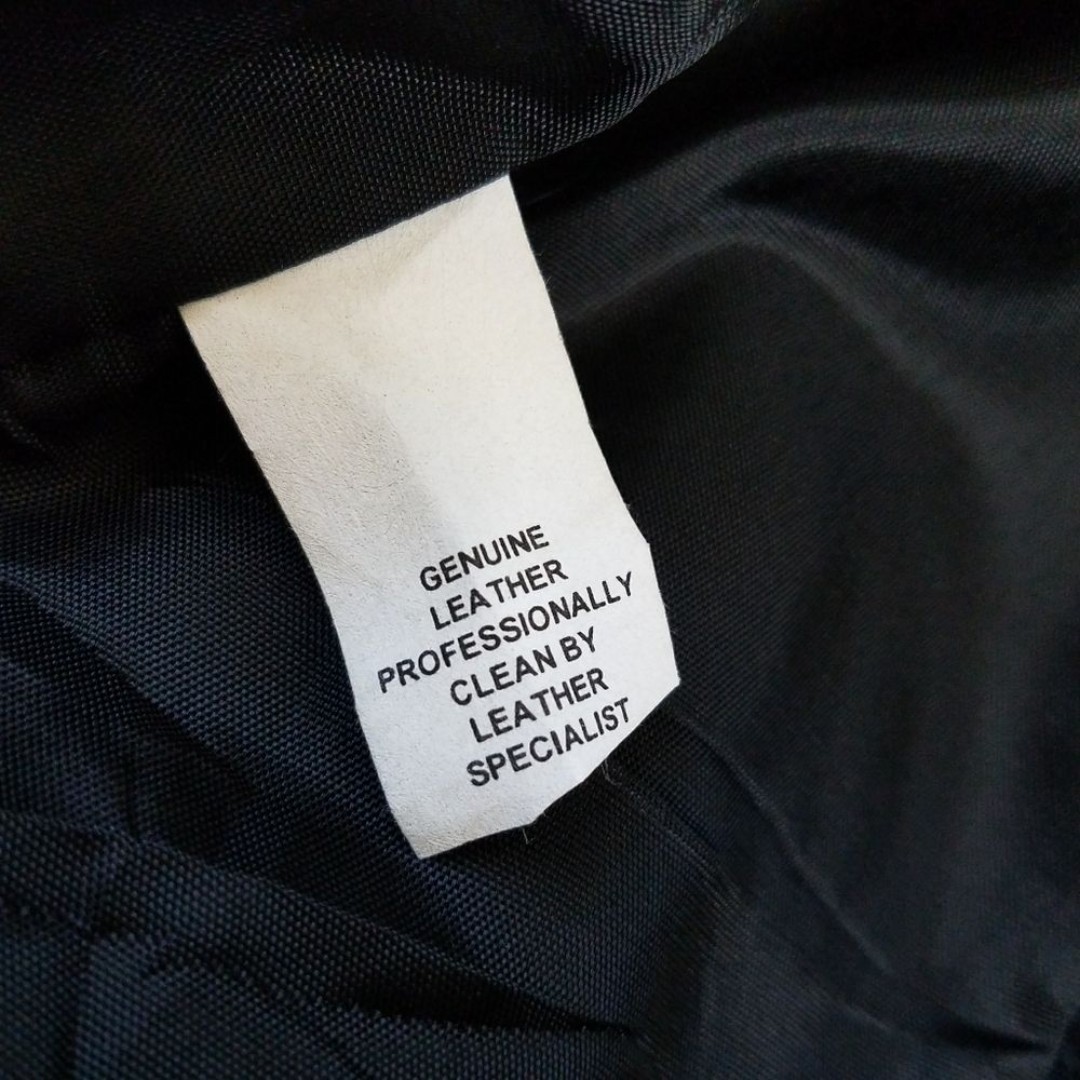 GENUINE
LEATHER
PROFESSIONALLY
CLEAN BY
LEATHER
SPECIALIST